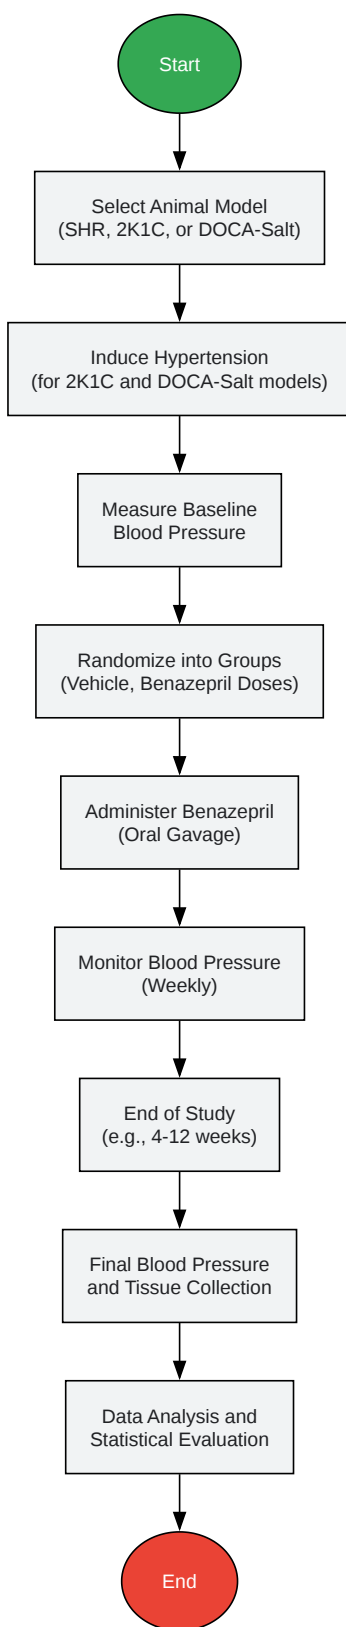 Start
Select Animal Model
(SHR, 2K1C, or DOCA-Salt)
Induce Hypertension
(for 2K1C and DOCA-Salt models)
Measure Baseline
Blood Pressure
Randomize into Groups
(Vehicle, Benazepril Doses)
Administer Benazepril
(Oral Gavage)
Monitor Blood Pressure
(Weekly)
End of Study
(e.g., 4-12 weeks)
Final Blood Pressure
and Tissue Collection
Data Analysis and
Statistical Evaluation
End